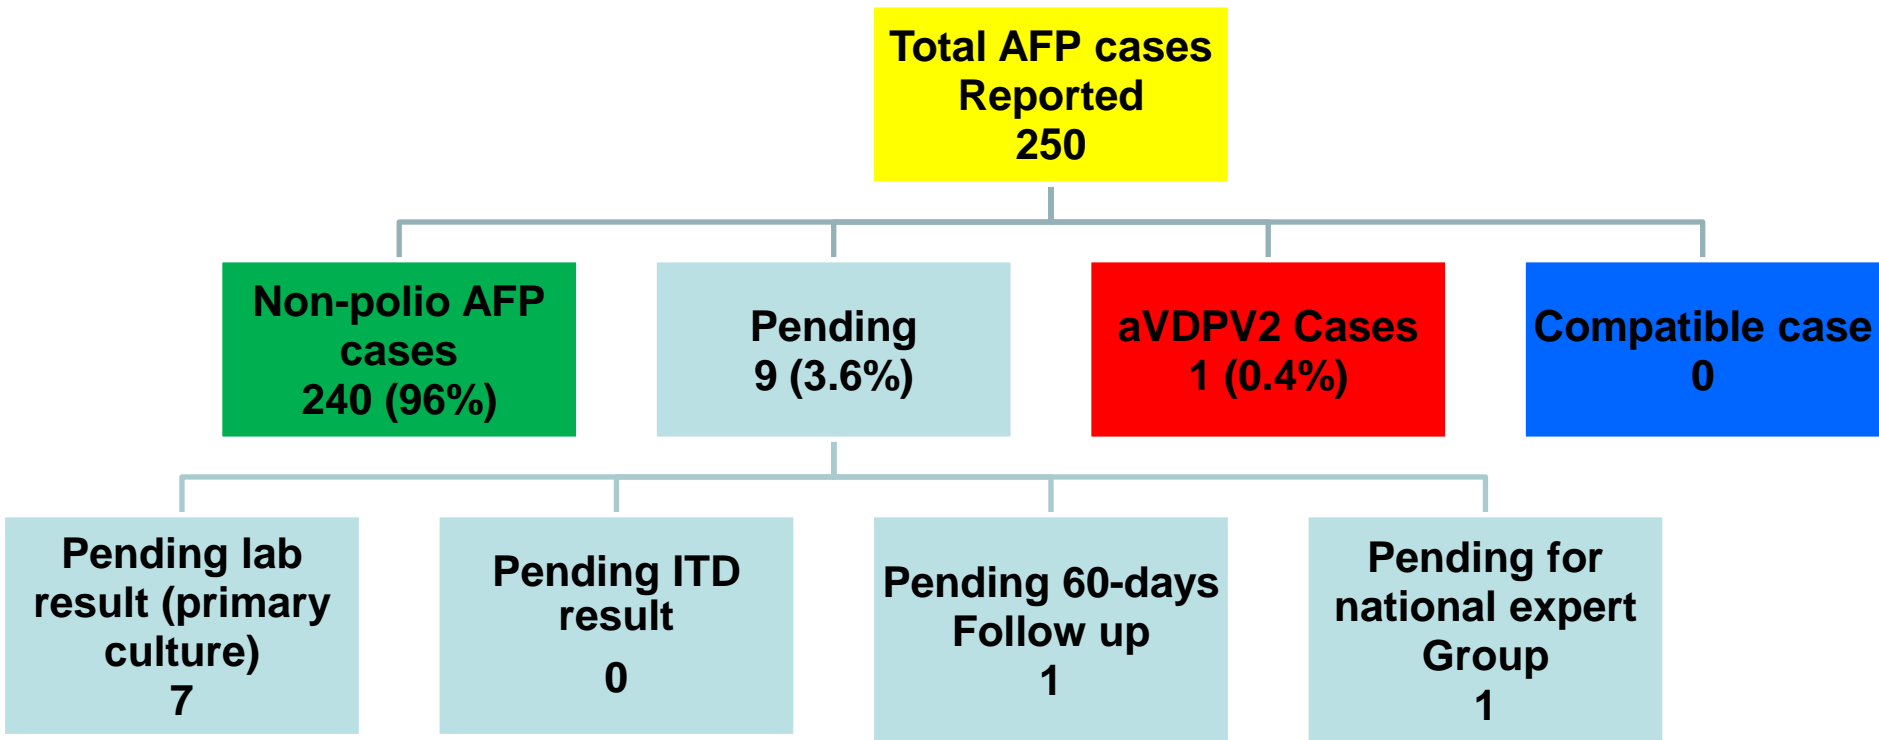 Total AFP cases
Reported
250
Non-polio AFP
cases
240 (96%)
Pending
9 (3.6%)
aVDPV2 Cases
1 (0.4%)
Compatible case
0
Pending lab
result (primary
culture)
7
Pending ITD
result
0
Pending 60-days
Follow up
1
Pending for
national expert
Group
1